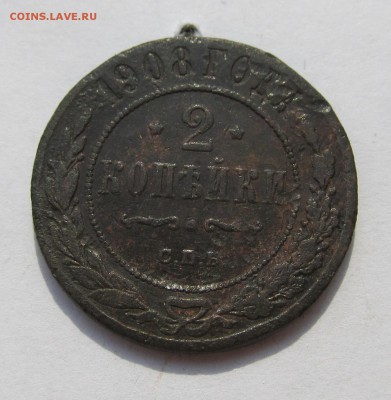 COINS.LAVE.RU
1908 ГОДА
* 2 *
КОПѢЙКИ
С.П.Б.